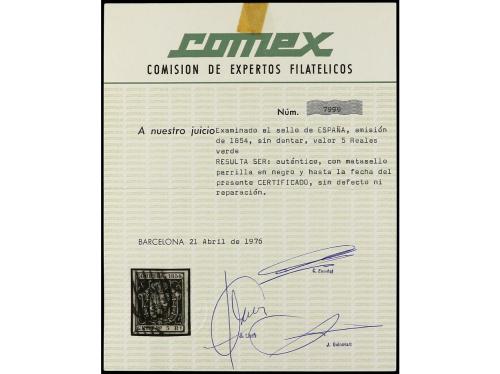 comex
COMISION DE EXPERTOS FILATELICOS
Núm. 7959
A nuestro juicio Examinado el sello de ESPAÑA, emisión
de 1854, sin dentar, valor 5 Reales
verde
RESULTA SER: auténtico, con matasello
parrilla en negro y hasta la fecha del
presente CERTIFICADO, sin defecto ni
reparación.
BARCELONA 21 Abril de 1976